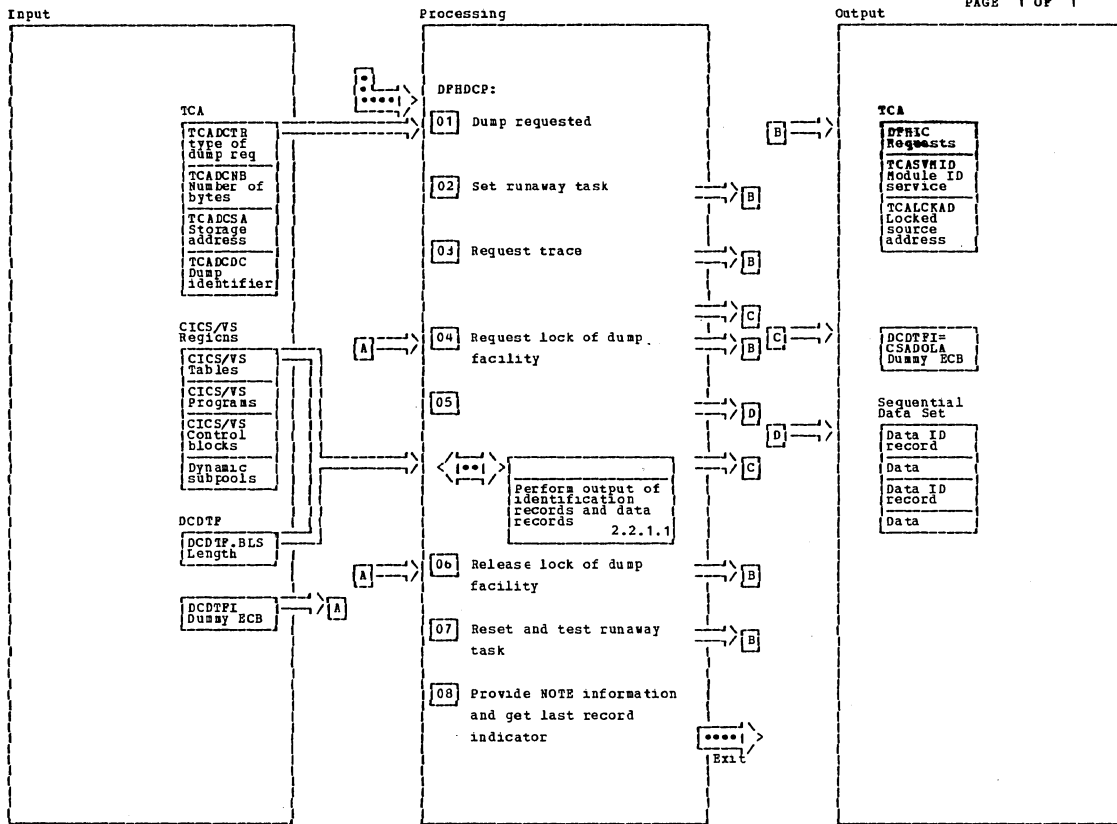 PAGE 1 OF 1
Input
Processing
Output
DFHDCP:
TCA
TCADCTR
type of
dump req
TCADCNB
Number of
bytes
TCADCSA
Storage
address
TCADCDC
Dump
identifier
CICS/VS
Regions
CICS/VS
Tables
CICS/VS
Programs
CICS/VS
Control
blocks
Dynamic
subpools
DCDTF
DCDTF.BLS
Length
DCDTFI
Dummy ECB
A
01 Dump requested
02 Set runaway task
B
03 Request trace
B
C
A
04 Request lock of dump
facility
B
05
D
C
Perform output of
identification
records and data
records
2.2.1.1
A
06 Release lock of dump
facility
B
07 Reset and test runaway
task
B
08 Provide NOTE information
and get last record
indicator
Exit
B
TCA
DFHIC
Requests
TCASVMID
Module ID
service
TCALCKAD
Locked
source
address
C
DCDTFI=
CSADOLA
Dummy ECB
Sequential
Data Set
D
Data ID
record
Data
Data ID
record
Data